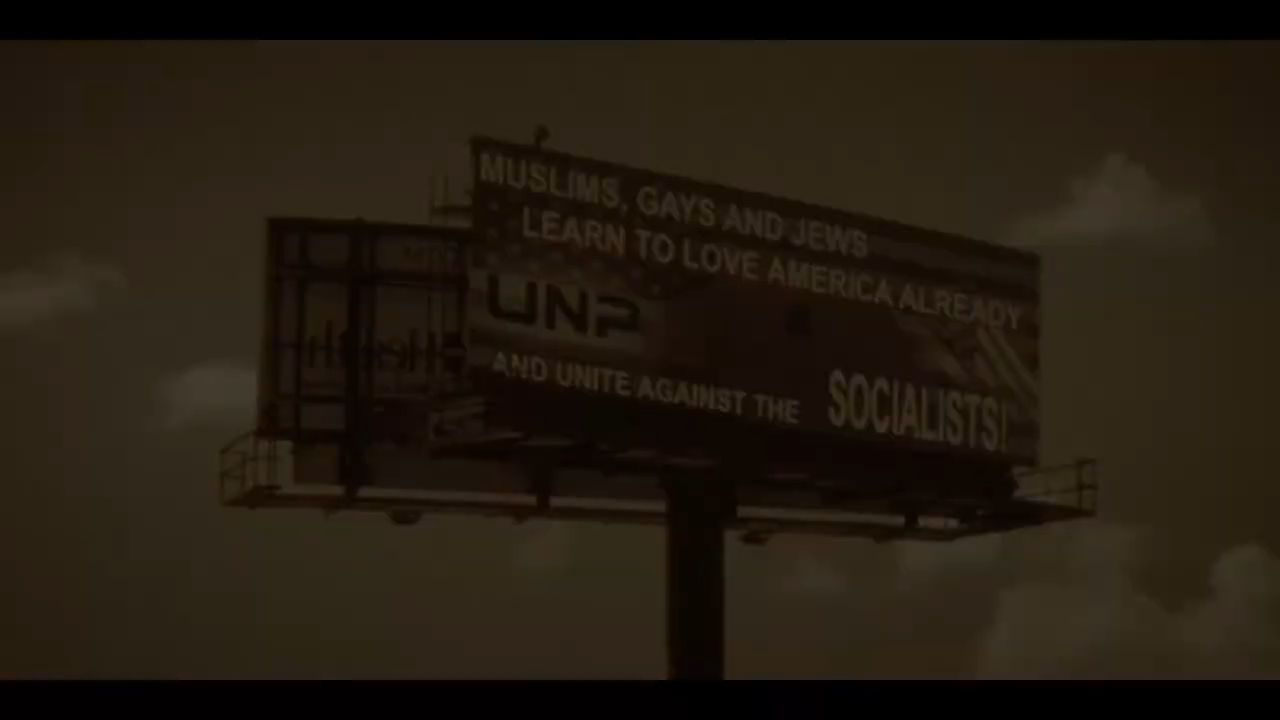 MUSLIMS, GAYS AND JEWS
LEARN TO LOVE AMERICA ALREADY
UNP
AND UNITE AGAINST THE SOCIALISTS!